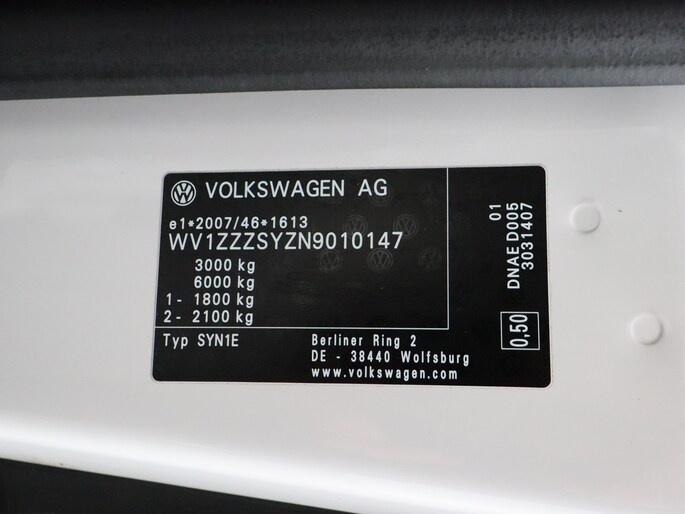 VOLKSWAGEN AG
e1*2007/46*1613
WV1ZZZSYZN9010147
3000 kg
6000 kg
1- 1800 kg
2- 2100 kg
Typ SYN1E
Berliner Ring 2
DE - 38440 Wolfsburg
www.volkswagen.com
01
DNAE D005
3031407
0,50